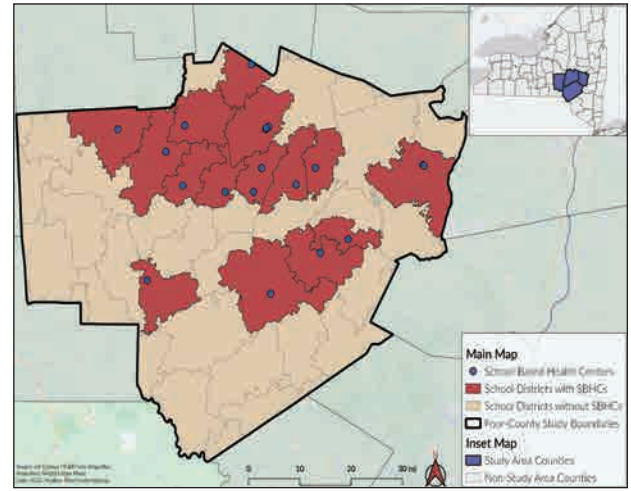 Main Map
School Based Health Centers
School Districts with SBHCs
School Districts without SBHCs
Four-County Study Boundaries
Inset Map
Study Area Counties
Non-Study Area Counties
0 10 20 30